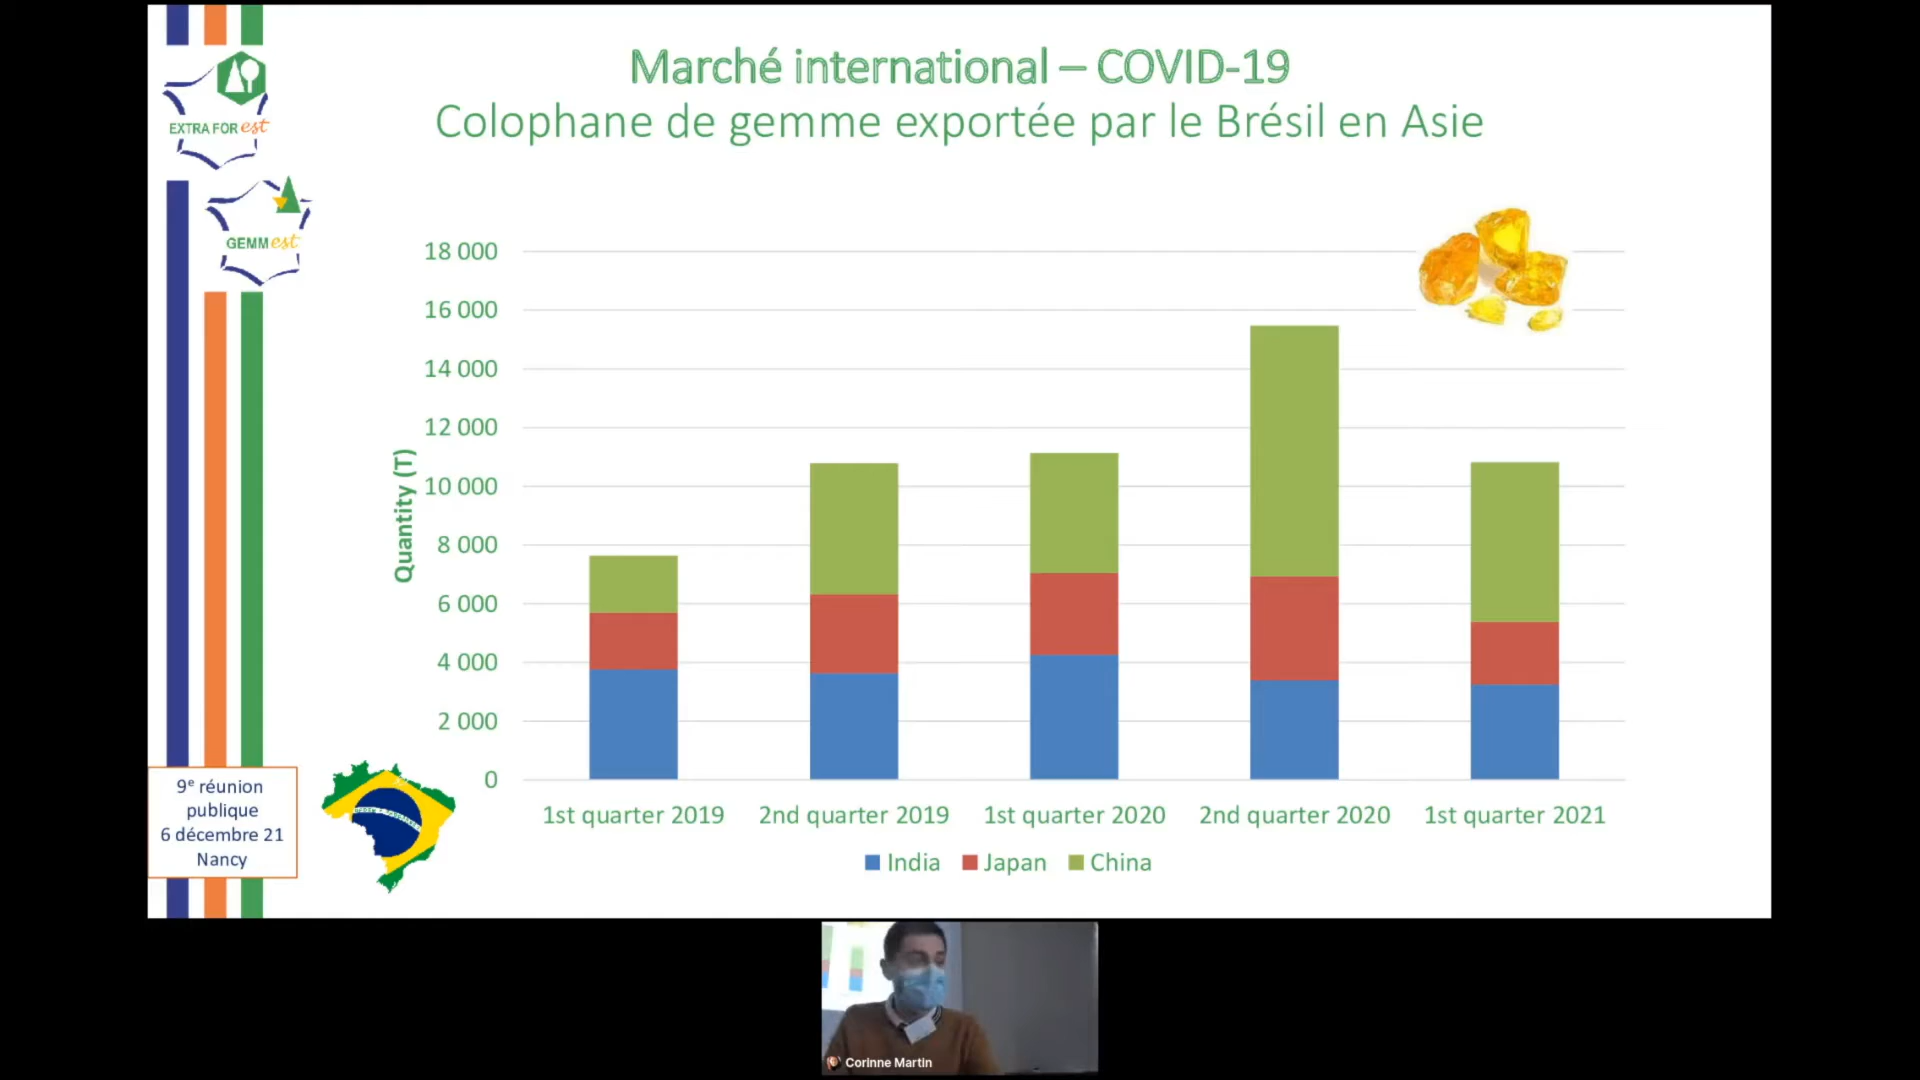 Marché international – COVID-19
Colophane de gemme exportée par le Brésil en Asie
EXTRA FOR est
GEMM est
Quantity (T)
18 000
16 000
14 000
12 000
10 000
8 000
6 000
4 000
2 000
0
1st quarter 2019
2nd quarter 2019
1st quarter 2020
2nd quarter 2020
1st quarter 2021
India
Japan
China
9e réunion
publique
6 décembre 21
Nancy
Corinne Martin